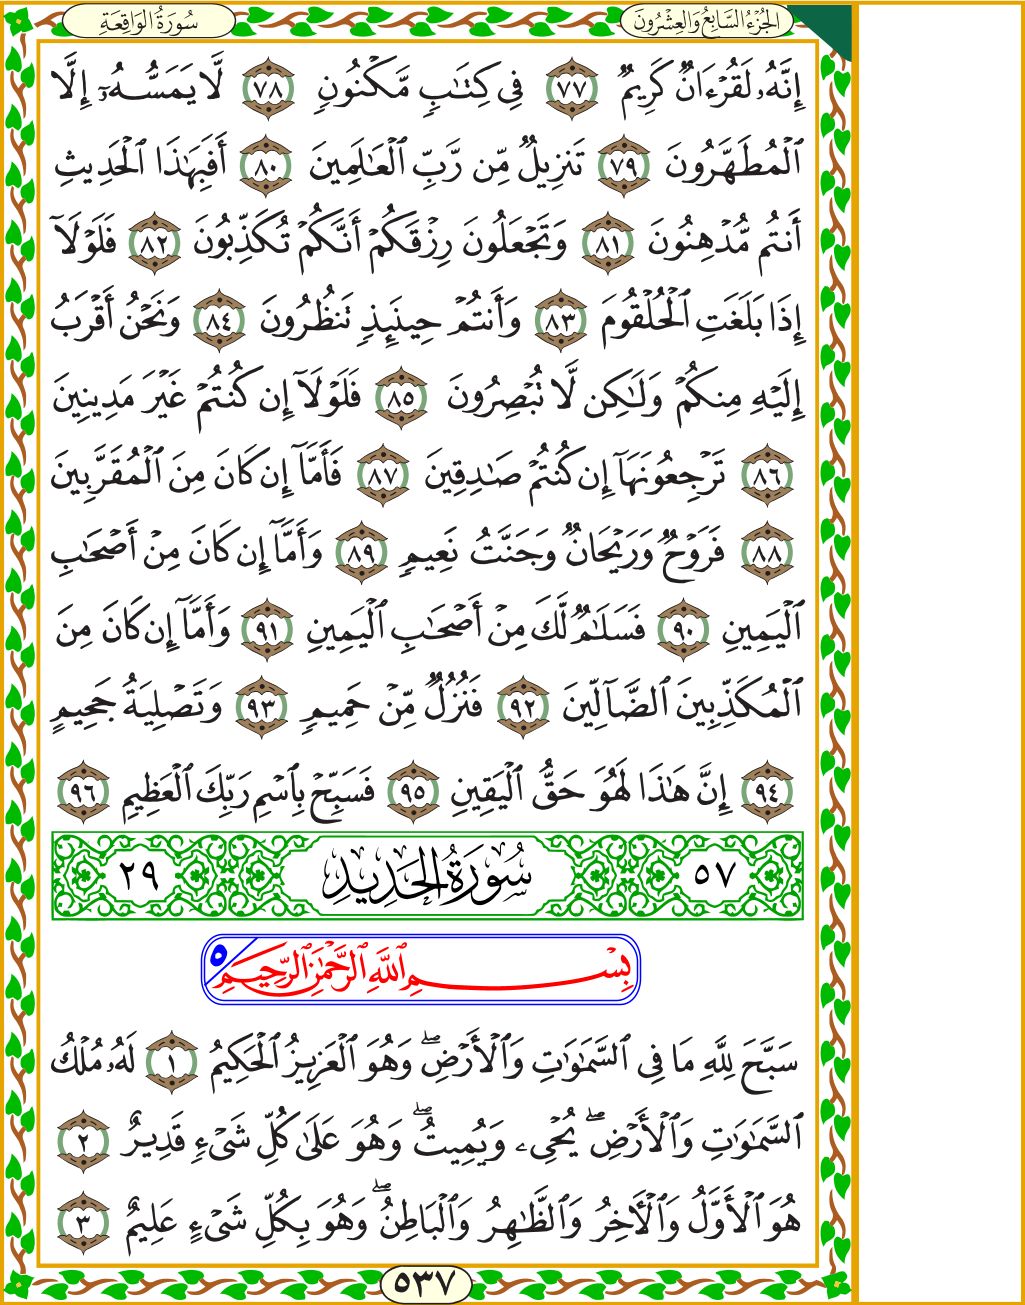 الجُزْءُ السَّابِعُ وَالعِشْرُونَ
سُورَةُ الوَاقِعَةِ
إِنَّهُۥ لَقُرْءَانٌ كَرِيمٌ ٧٧ فِى كِتَٰبٍ مَّكْنُونٍ ٧٨ لَّا يَمَسُّهُۥٓ إِلَّا
ٱلْمُطَهَّرُونَ ٧٩ تَنزِيلٌ مِّن رَّبِّ ٱلْعَٰلَمِينَ ٨٠ أَفَبِهَٰذَا ٱلْحَدِيثِ
أَنتُم مُّدْهِنُونَ ٨١ وَتَجْعَلُونَ رِزْقَكُمْ أَنَّكُمْ تُكَذِّبُونَ ٨٢ فَلَوْلَآ
إِذَا بَلَغَتِ ٱلْحُلْقُومَ ٨٣ وَأَنتُمْ حِينَئِذٍ تَنظُرُونَ ٨٤ وَنَحْنُ أَقْرَبُ
إِلَيْهِ مِنكُمْ وَلَٰكِن لَّا تُبْصِرُونَ ٨٥ فَلَوْلَآ إِن كُنتُمْ غَيْرَ مَدِينِينَ
٨٦ تَرْجِعُونَهَآ إِن كُنتُمْ صَٰدِقِينَ ٨٧ فَأَمَّآ إِن كَانَ مِنَ ٱلْمُقَرَّبِينَ
٨٨ فَرَوْحٌ وَرَيْحَانٌ وَجَنَّتُ نَعِيمٍ ٨٩ وَأَمَّآ إِن كَانَ مِنْ أَصْحَٰبِ
ٱلْيَمِينِ ٩٠ فَسَلَٰمٌ لَّكَ مِنْ أَصْحَٰبِ ٱلْيَمِينِ ٩١ وَأَمَّآ إِن كَانَ مِنَ
ٱلْمُكَذِّبِينَ ٱلضَّآلِّينَ ٩٢ فَنُزُلٌ مِّنْ حَمِيمٍ ٩٣ وَتَصْلِيَةُ جَحِيمٍ
٩٤ إِنَّ هَٰذَا لَهُوَ حَقُّ ٱلْيَقِينِ ٩٥ فَسَبِّحْ بِٱسْمِ رَبِّكَ ٱلْعَظِيمِ ٩٦
٥٧ سُورَةُ الحَدِيدِ ٢٩
بِسْمِ ٱللَّهِ ٱلرَّحْمَٰنِ ٱلرَّحِيمِ ٥
سَبَّحَ لِلَّهِ مَا فِى ٱلسَّمَٰوَٰتِ وَٱلْأَرْضِ ۖ وَهُوَ ٱلْعَزِيزُ ٱلْحَكِيمُ ١ لَهُۥ مُلْكُ
ٱلسَّمَٰوَٰتِ وَٱلْأَرْضِ ۖ يُحْىِۦ وَيُمِيتُ ۖ وَهُوَ عَلَىٰ كُلِّ شَىْءٍ قَدِيرٌ ٢
هُوَ ٱلْأَوَّلُ وَٱلْءَاخِرُ وَٱلظَّٰهِرُ وَٱلْبَاطِنُ ۖ وَهُوَ بِكُلِّ شَىْءٍ عَلِيمٌ ٣
٥٣٧